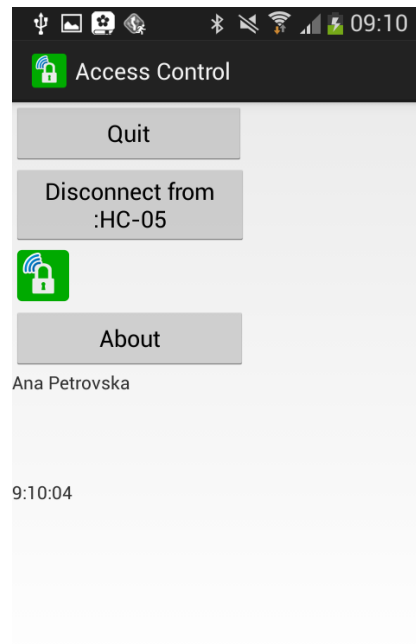 09:10
Access Control
Quit
Disconnect from
:HC-05
About
Ana Petrovska
9:10:04